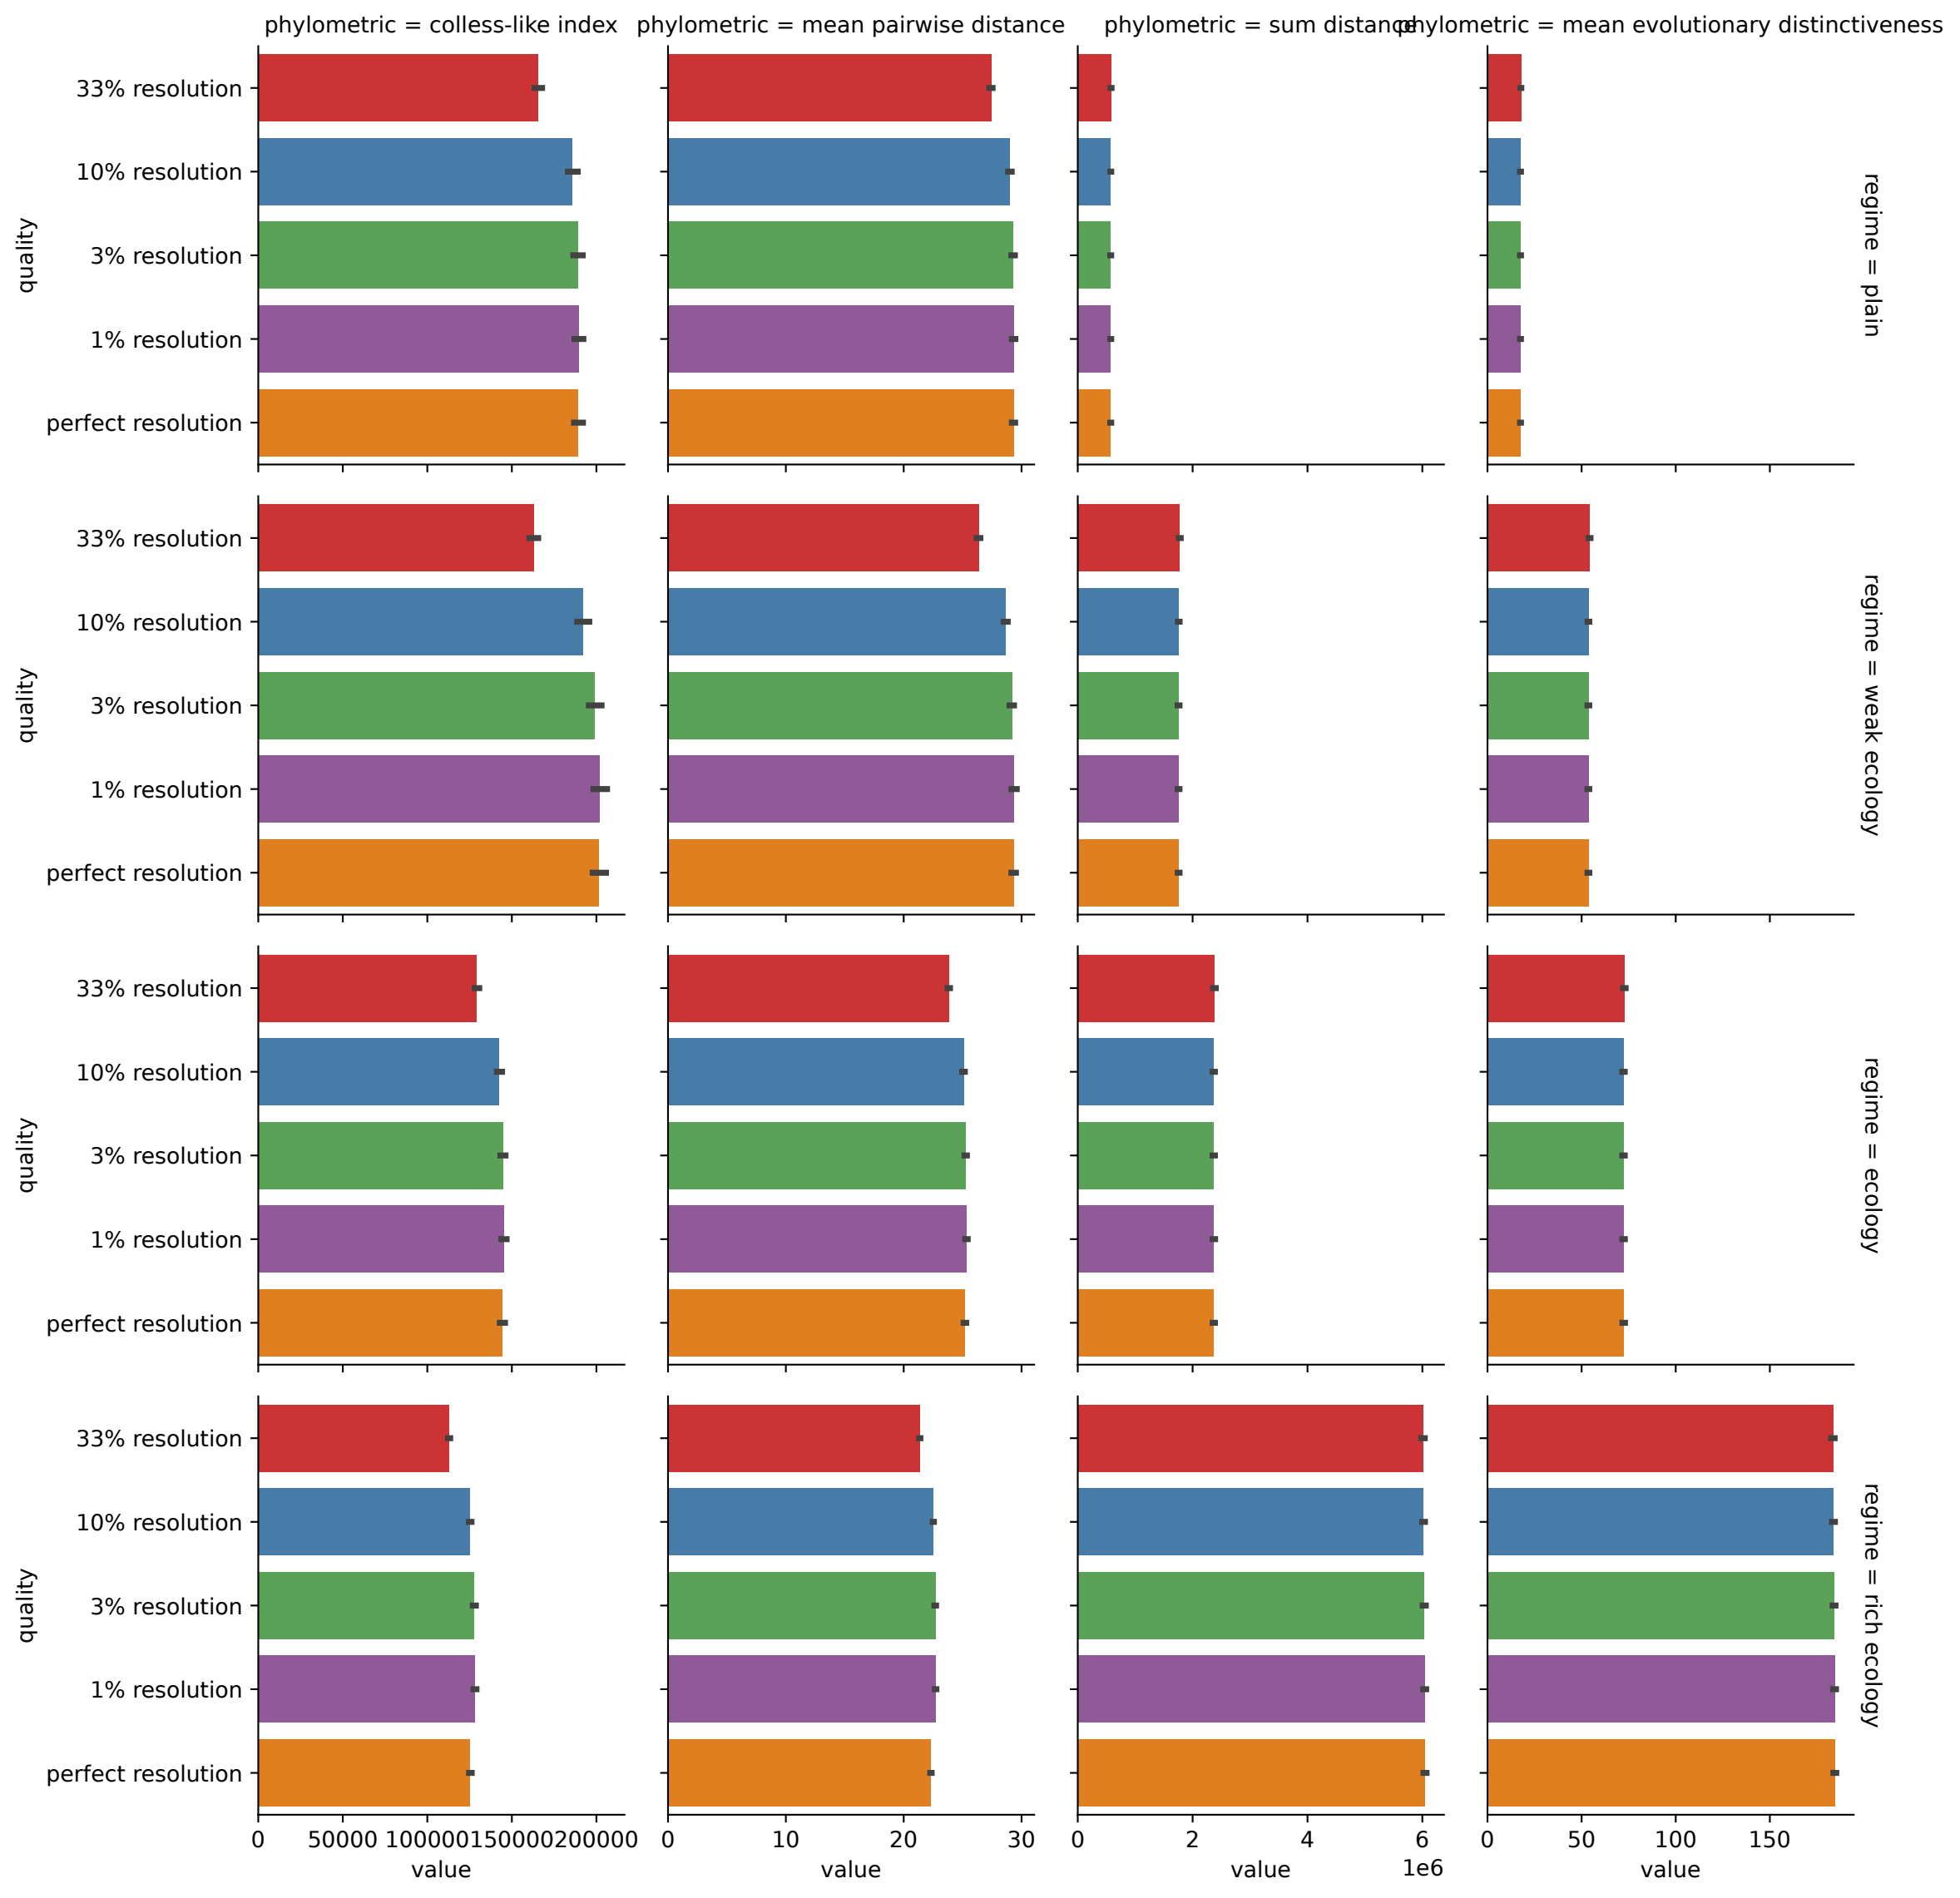 phylometric = colless-like index
phylometric = mean pairwise distance
phylometric = sum distance
phylometric = mean evolutionary distinctiveness
quality
33% resolution
10% resolution
3% resolution
1% resolution
perfect resolution
regime = plain
quality
33% resolution
10% resolution
3% resolution
1% resolution
perfect resolution
regime = weak ecology
quality
33% resolution
10% resolution
3% resolution
1% resolution
perfect resolution
regime = ecology
quality
33% resolution
10% resolution
3% resolution
1% resolution
perfect resolution
regime = rich ecology
0 50000 100000 150000 200000
value
0 10 20 30
value
0 2 4 6
1e6
value
0 50 100 150
value